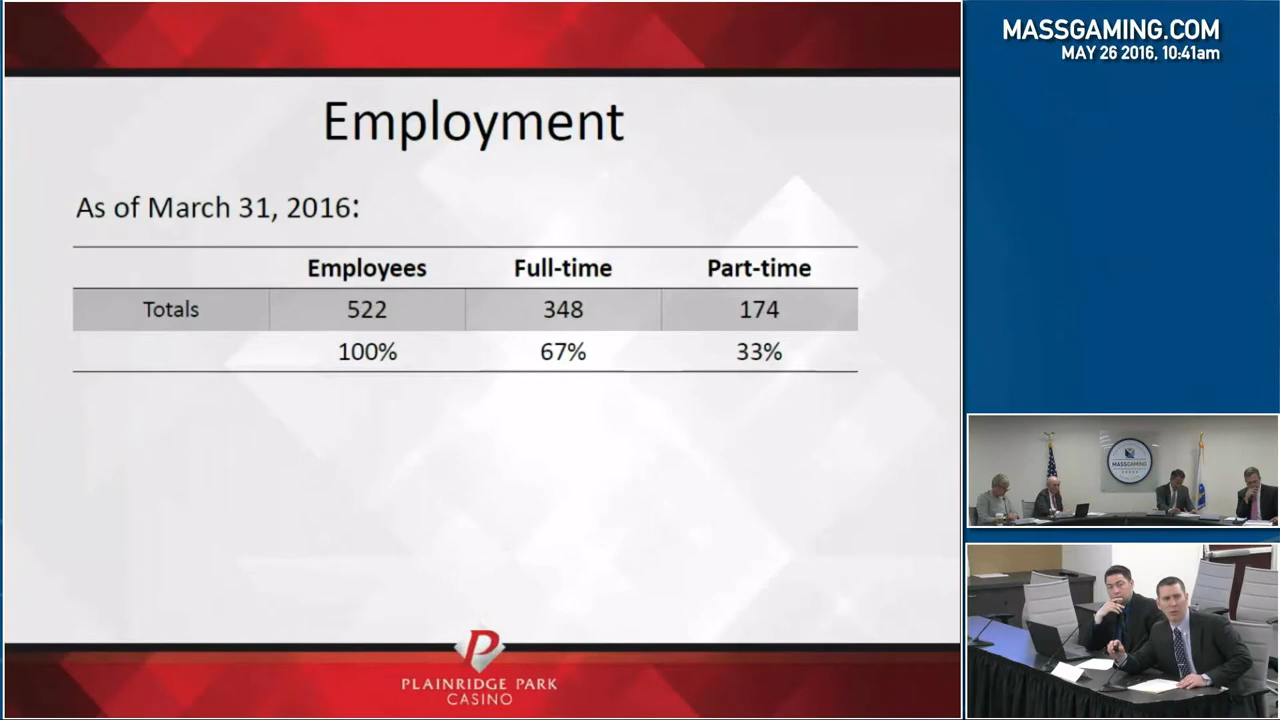 MASSGAMING.COM
MAY 26 2016, 10:41am
Employment
As of March 31, 2016:
Employees Full-time Part-time
Totals 522 348 174
100% 67% 33%
P
PLAINRIDGE PARK
CASINO
MASSGAMING